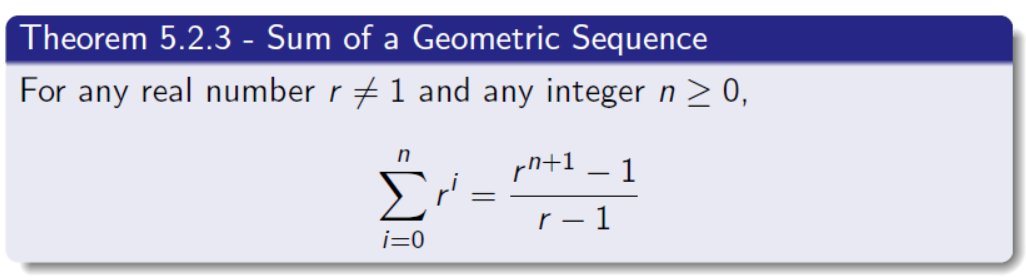 Theorem 5.2.3 - Sum of a Geometric Sequence
For any real number r ≠ 1 and any integer n ≥ 0,
n
∑ r^i = (r^{n+1} − 1) / (r − 1)
i=0